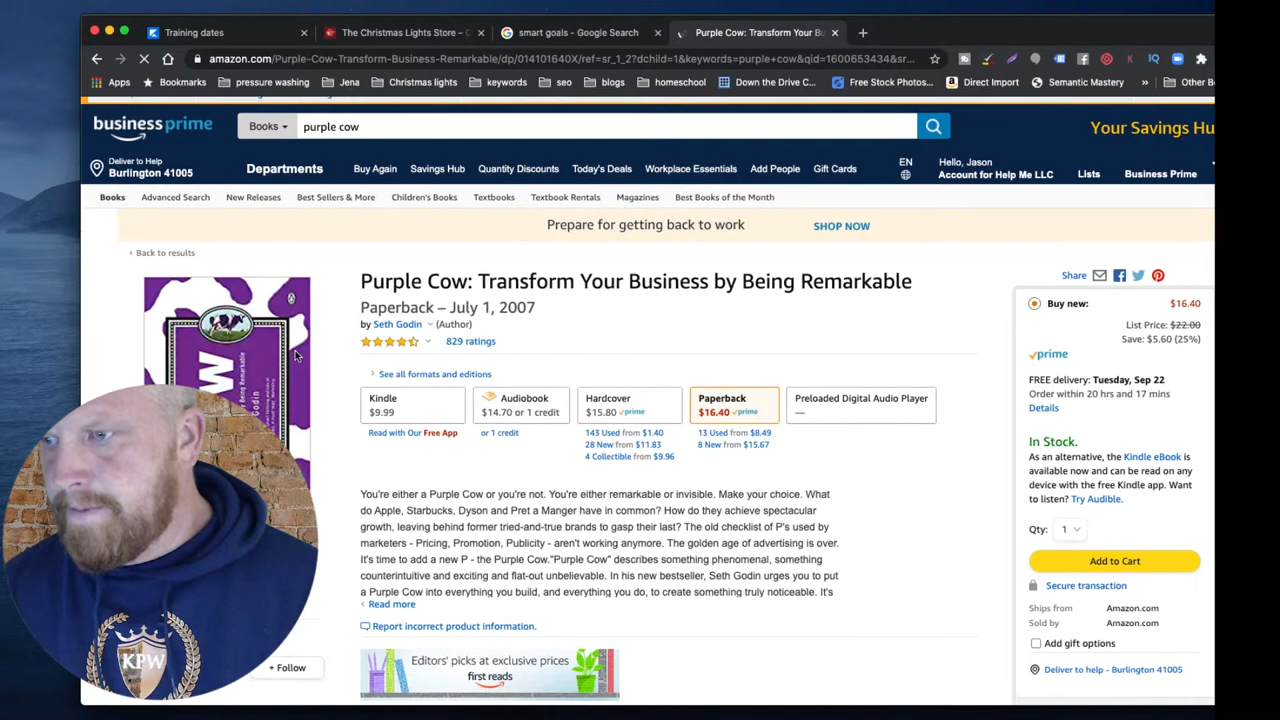 Training dates
The Christmas Lights Store – C
smart goals - Google Search
Purple Cow: Transform Your Bu
amazon.com/Purple-Cow-Transform-Business-Remarkable/dp/014101640X/ref=sr_1_2?dchild=1&keywords=purple+cow&qid=1600653434&sr...
Apps
Bookmarks
pressure washing
Jena
Christmas lights
keywords
seo
blogs
homeschool
Down the Drive C...
Free Stock Photos...
Direct Import
Semantic Mastery
»
Other Bo
business prime
Books
purple cow
Your Savings Hu
Deliver to Help
Burlington 41005
Departments
Buy Again
Savings Hub
Quantity Discounts
Today's Deals
Workplace Essentials
Add People
Gift Cards
EN
Hello, Jason
Account for Help Me LLC
Lists
Business Prime
Books
Advanced Search
New Releases
Best Sellers & More
Children's Books
Textbooks
Textbook Rentals
Magazines
Best Books of the Month
Prepare for getting back to work
SHOP NOW
‹ Back to results
Purple Cow: Transform Your Business by Being Remarkable
Paperback – July 1, 2007
by Seth Godin (Author)
829 ratings
See all formats and editions
Kindle
$9.99
Read with Our Free App
Audiobook
$14.70 or 1 credit
or 1 credit
Hardcover
$15.80 prime
143 Used from $1.40
28 New from $11.83
4 Collectible from $9.96
Paperback
$16.40 prime
13 Used from $8.49
8 New from $15.67
Preloaded Digital Audio Player
—
You're either a Purple Cow or you're not. You're either remarkable or invisible. Make your choice. What
do Apple, Starbucks, Dyson and Pret a Manger have in common? How do they achieve spectacular
growth, leaving behind former tried-and-true brands to gasp their last? The old checklist of P's used by
marketers - Pricing, Promotion, Publicity - aren't working anymore. The golden age of advertising is over.
It's time to add a new P - the Purple Cow."Purple Cow" describes something phenomenal, something
counterintuitive and exciting and flat-out unbelievable. In his new bestseller, Seth Godin urges you to put
a Purple Cow into everything you build, and everything you do, to create something truly noticeable. It's
Read more
Report incorrect product information.
Editors' picks at exclusive prices
first reads
Share
Buy new:
$16.40
List Price: $22.00
Save: $5.60 (25%)
prime
FREE delivery: Tuesday, Sep 22
Order within 20 hrs and 17 mins
Details
In Stock.
As an alternative, the Kindle eBook is
available now and can be read on any
device with the free Kindle app. Want
to listen? Try Audible.
Qty: 1
Add to Cart
Secure transaction
Ships from
Amazon.com
Sold by
Amazon.com
Add gift options
Deliver to help - Burlington 41005
+ Follow
KPW